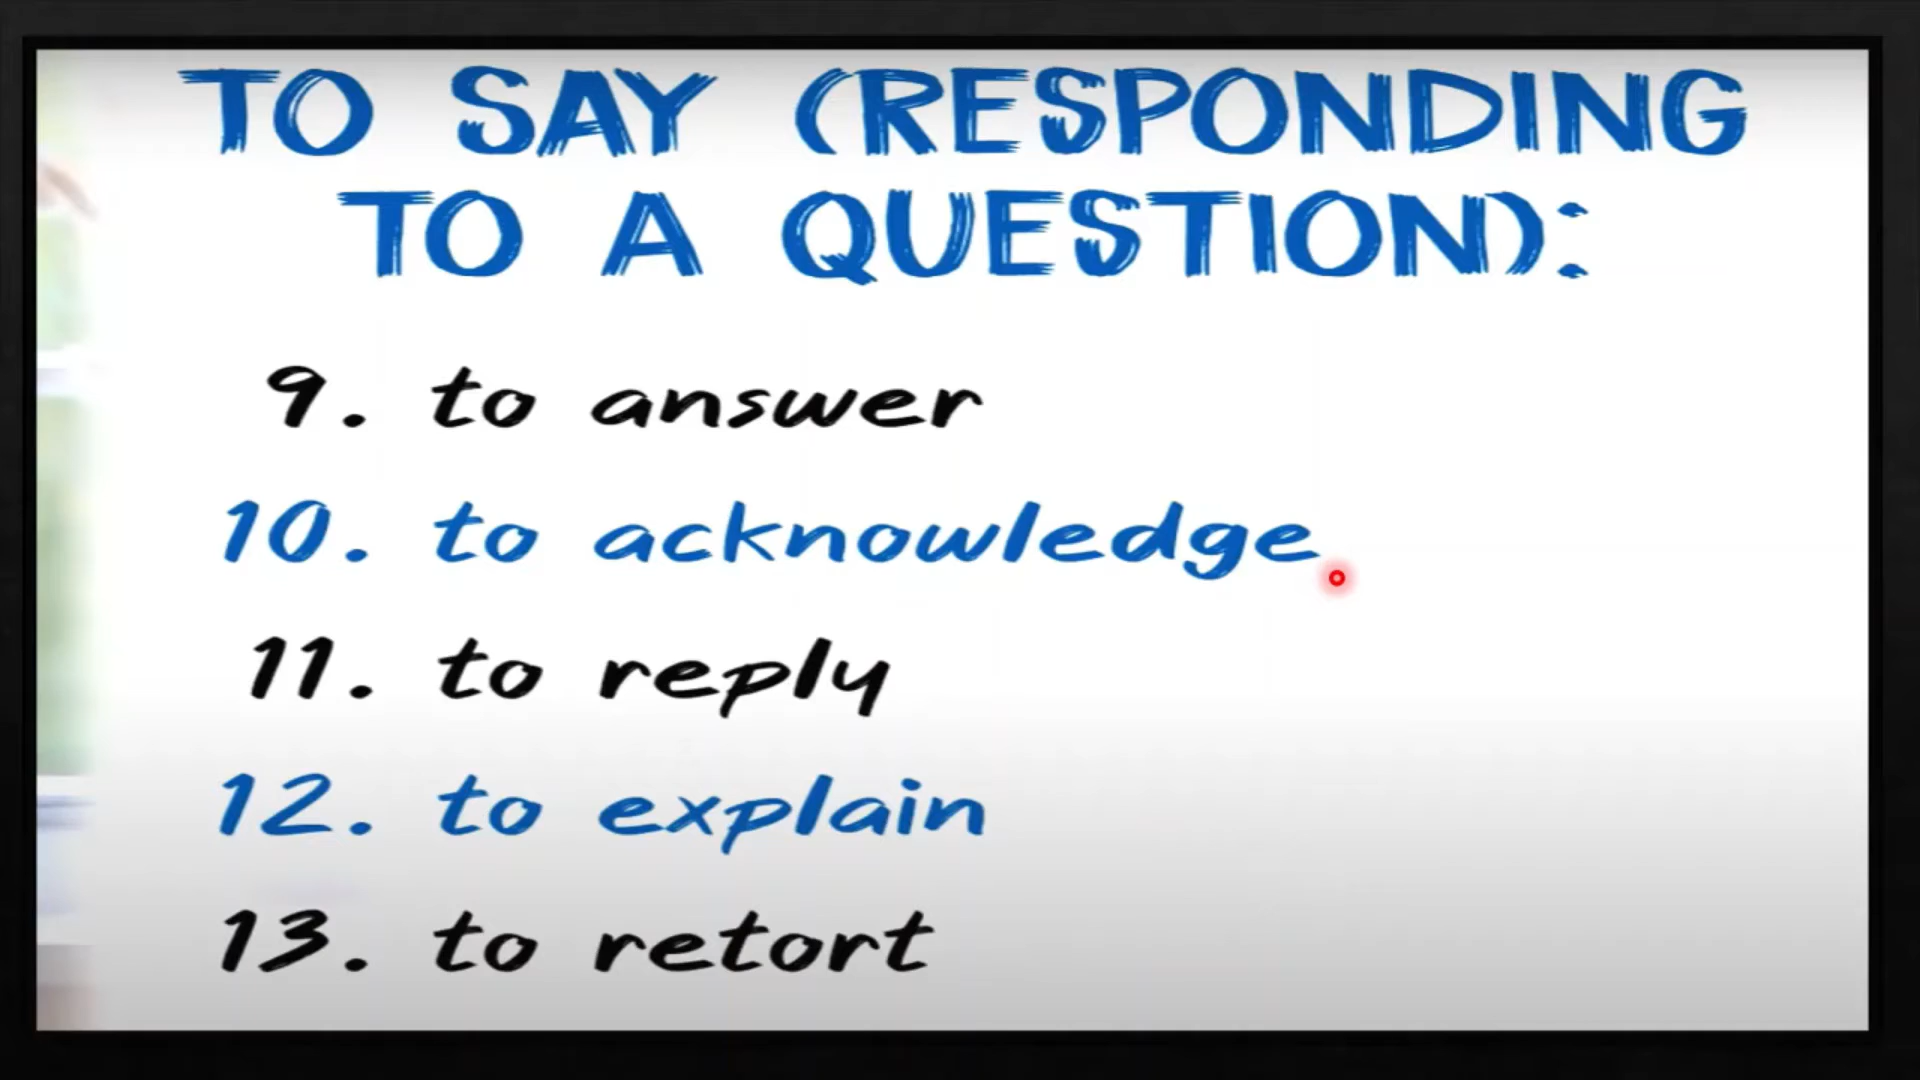 TO SAY (RESPONDING
TO A QUESTION):
9. to answer
10. to acknowledge
11. to reply
12. to explain
13. to retort